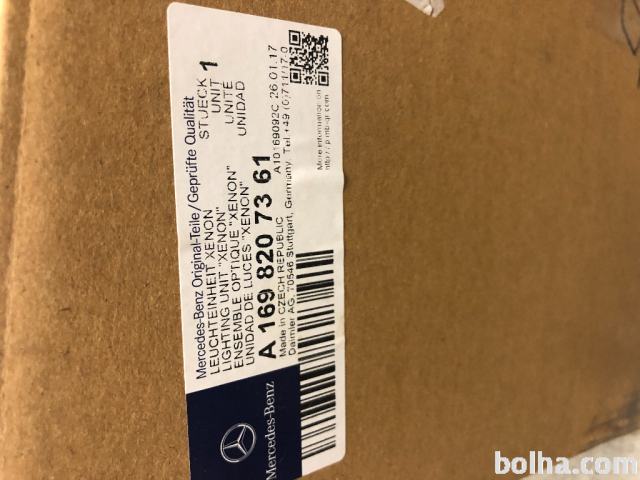 Mercedes-Benz Original-Teile/Geprüfte Qualität
LEUCHTEINHEIT XENON
LIGHTING UNIT "XENON"
ENSEMBLE OPTIQUE "XENON"
UNIDAD DE LUCES "XENON"
STUECK 1
UNIT
UNITE
UNIDAD
A 169 820 73 61
Made in CZECH REPUBLIC A10169092C 26.01.17
Daimler AG, 70546 Stuttgart, Germany, Tel.+49 (0)711/17-0
More information on
Mercedes-Benz
bolha.com